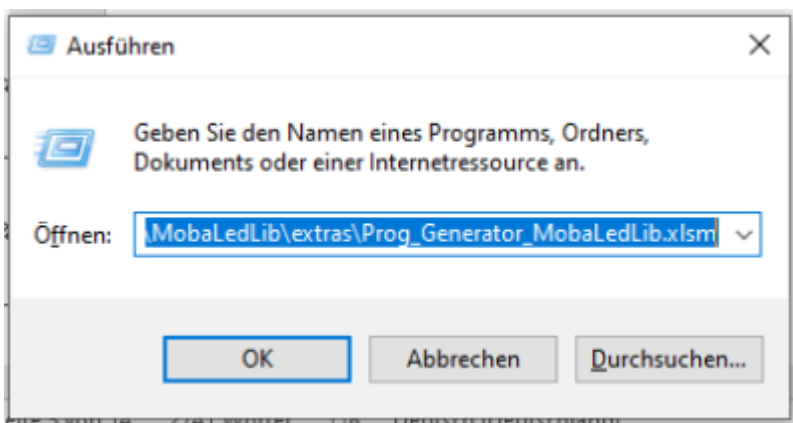 Ausführen
Geben Sie den Namen eines Programms, Ordners,
Dokuments oder einer Internetressource an.
Öffnen: \MobaLedLib\extras\Prog_Generator_MobaLedLib.xlsm
OK Abbrechen Durchsuchen...